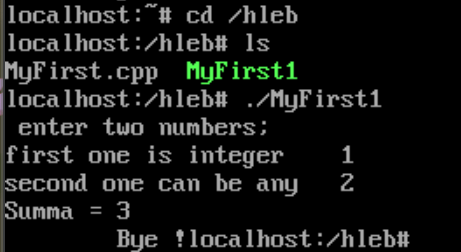 localhost:~# cd /hleb
localhost:/hleb# ls
MyFirst.cpp  MyFirst1
localhost:/hleb# ./MyFirst1
 enter two numbers;
first one is integer    1
second one can be any   2
Summa = 3
        Bye !localhost:/hleb#